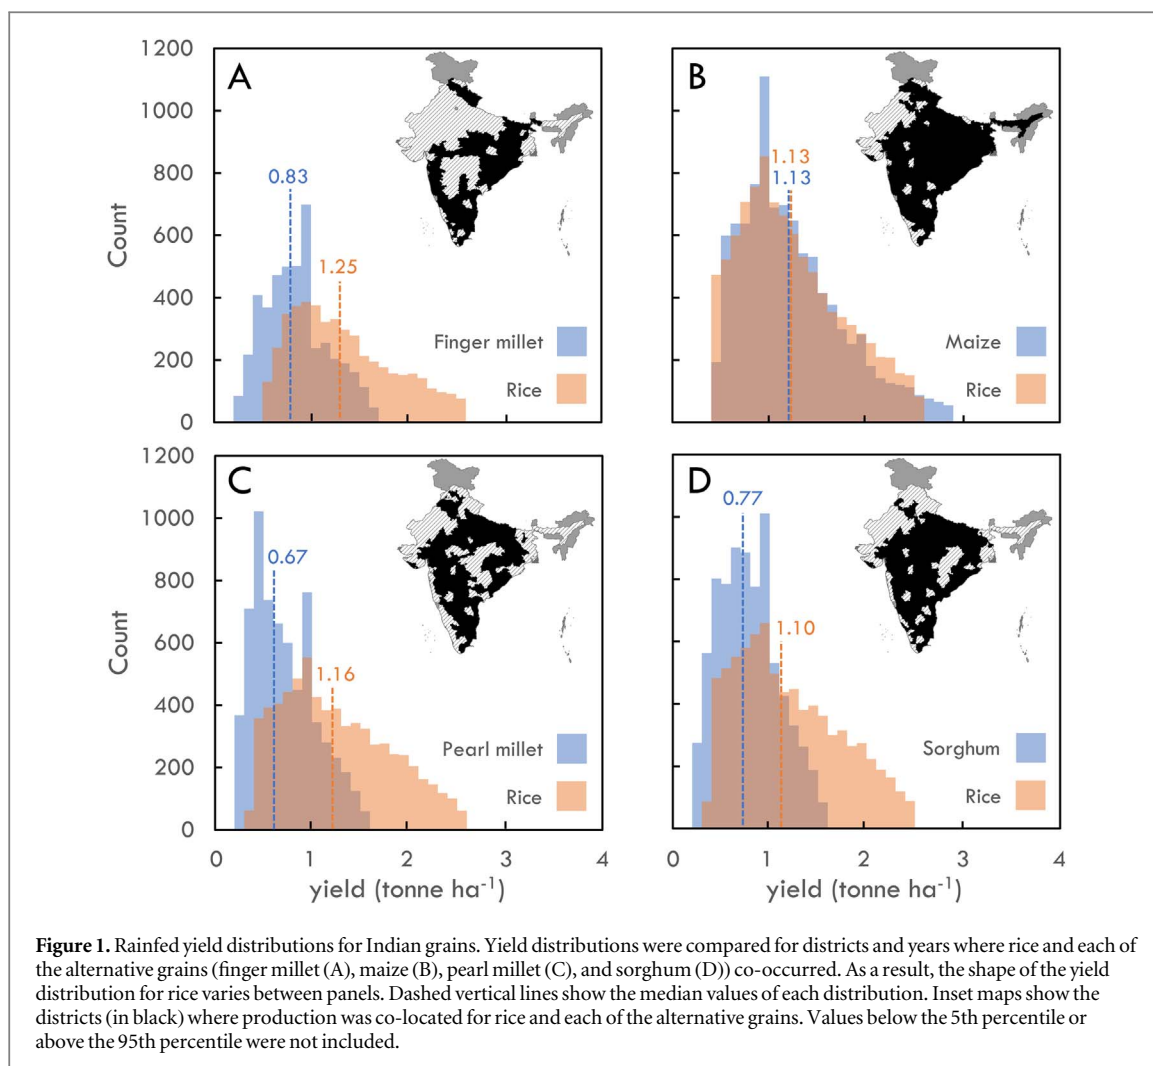 1200
1000
800
600
400
200
0
Count
A
0.83
1.25
Finger millet
Rice
B
1.13
1.13
Maize
Rice
1200
1000
800
600
400
200
0
Count
C
0.67
1.16
Pearl millet
Rice
D
0.77
1.10
Sorghum
Rice
0 1 2 3 4
yield (tonne ha⁻¹)
0 1 2 3 4
yield (tonne ha⁻¹)
Figure 1. Rainfed yield distributions for Indian grains. Yield distributions were compared for districts and years where rice and each of
the alternative grains (finger millet (A), maize (B), pearl millet (C), and sorghum (D)) co-occurred. As a result, the shape of the yield
distribution for rice varies between panels. Dashed vertical lines show the median values of each distribution. Inset maps show the
districts (in black) where production was co-located for rice and each of the alternative grains. Values below the 5th percentile or
above the 95th percentile were not included.